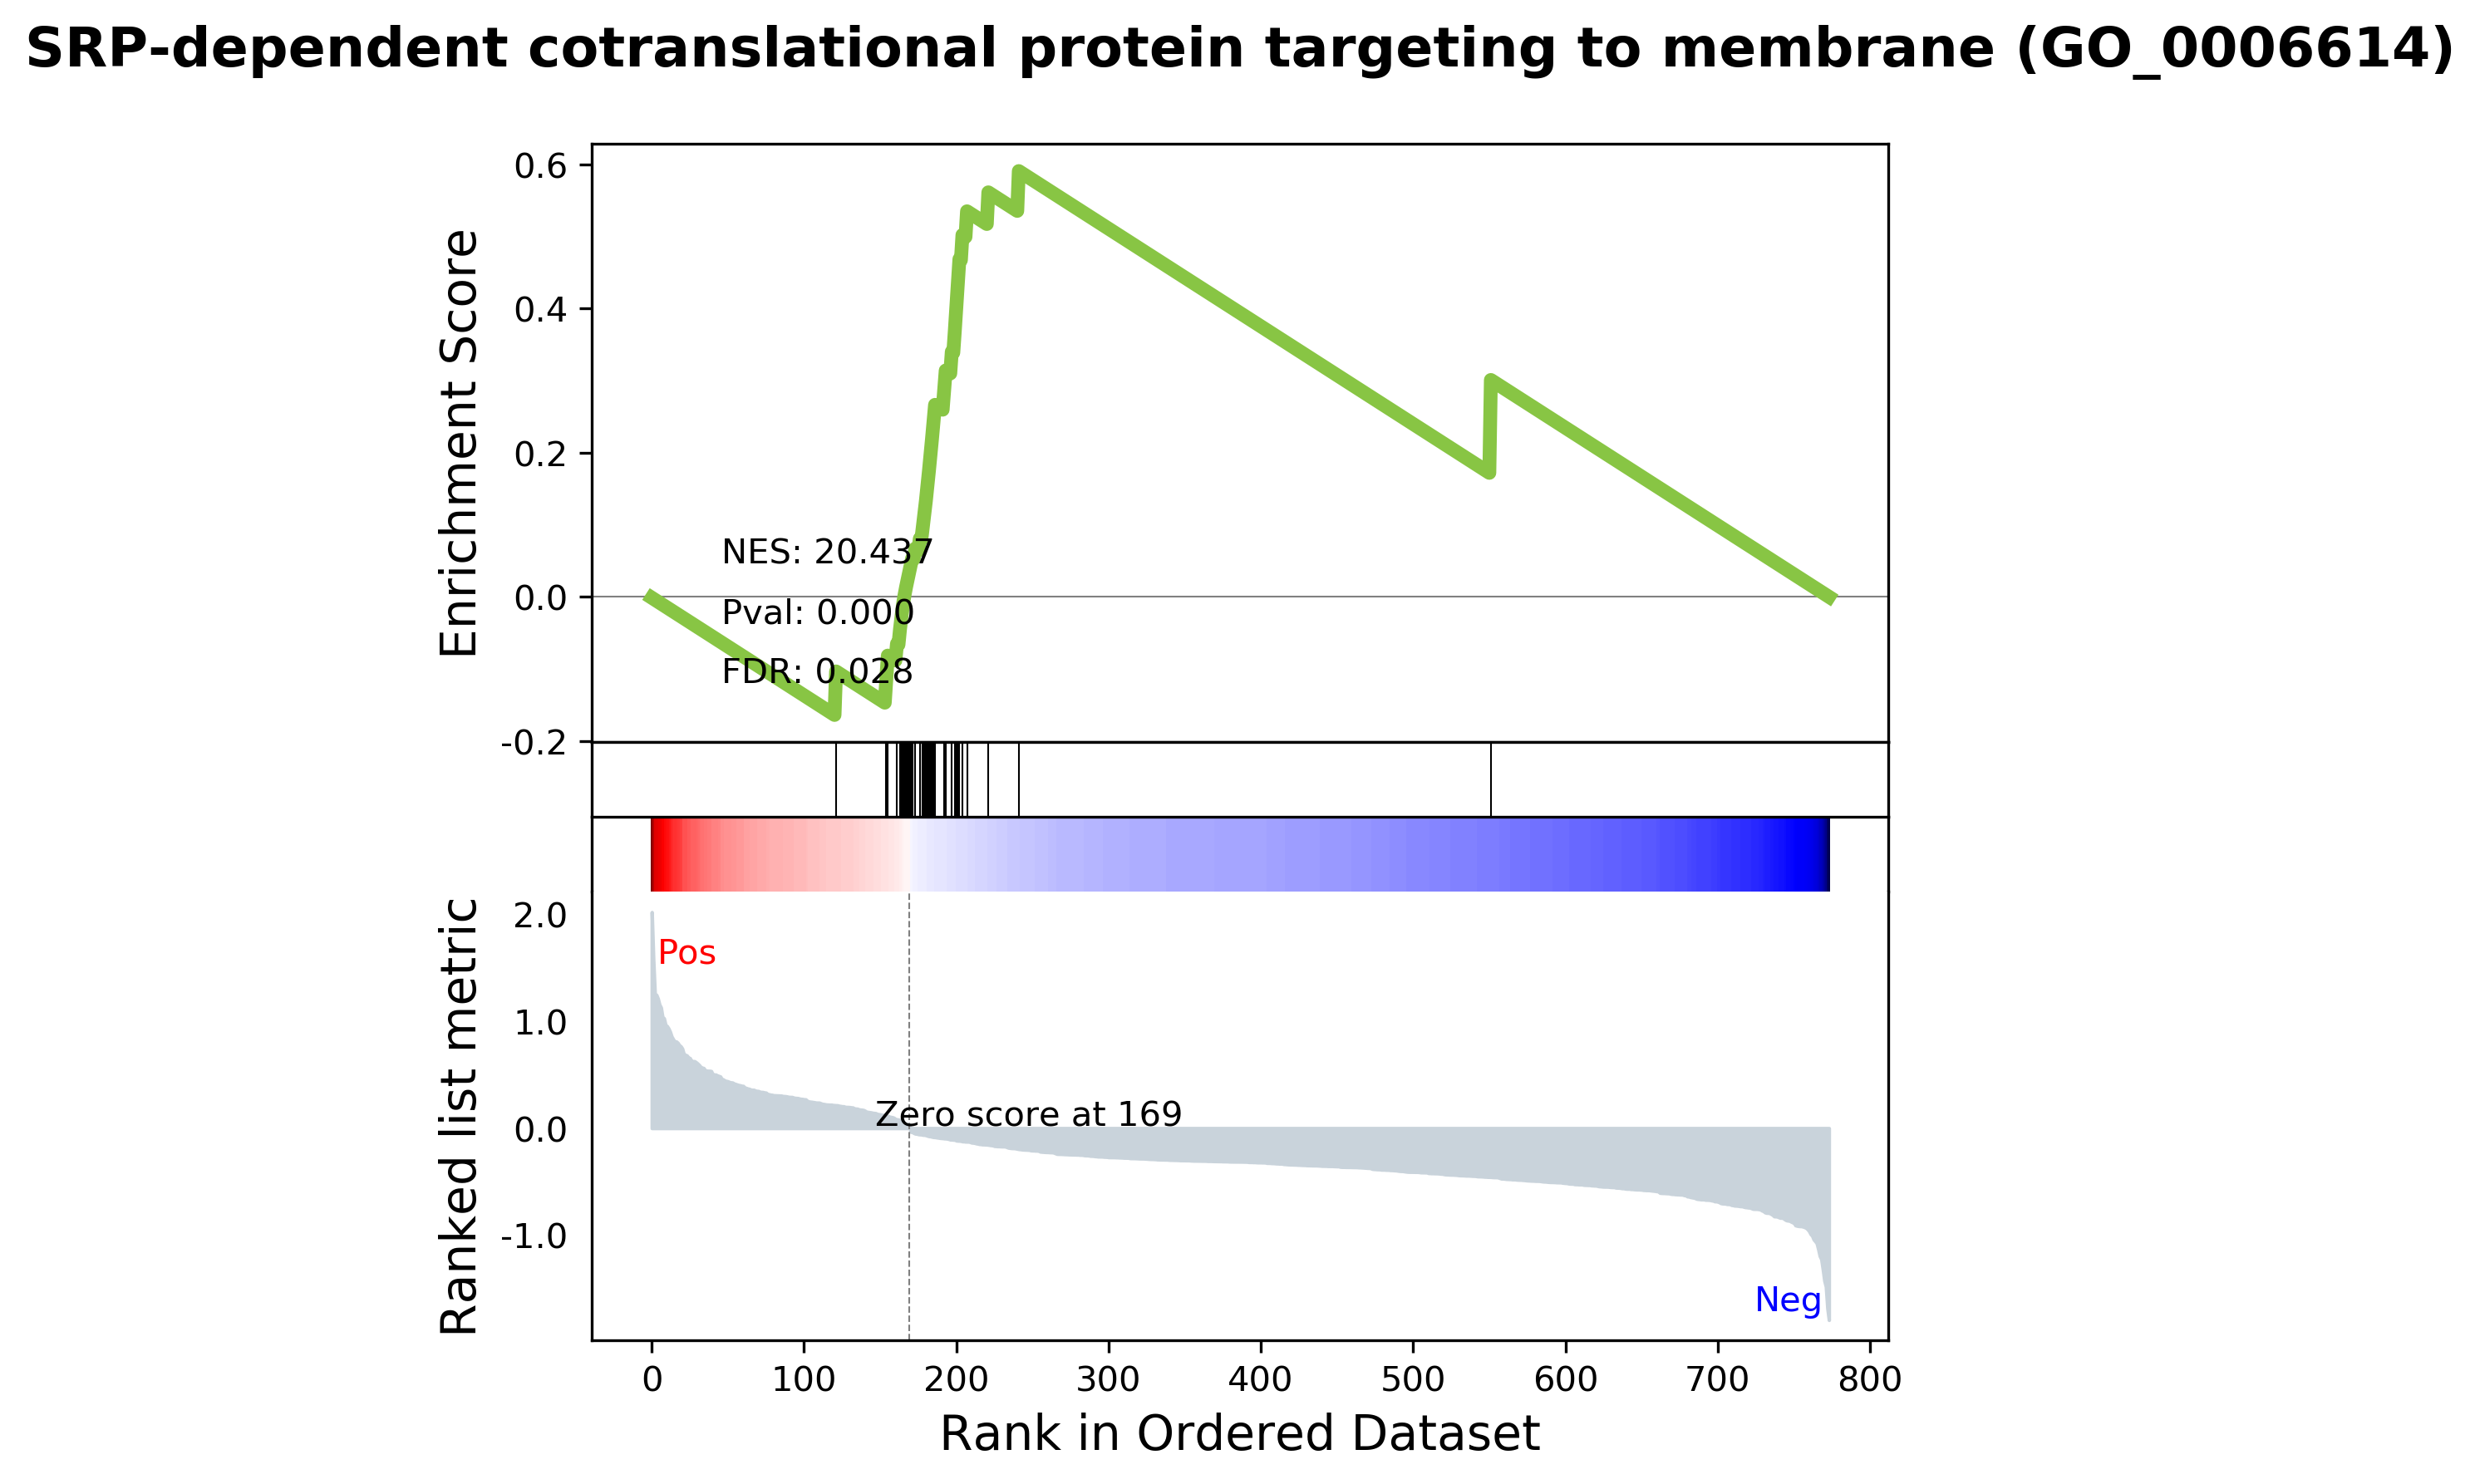 SRP-dependent cotranslational protein targeting to membrane (GO_0006614)
Enrichment Score
0.6
0.4
0.2
0.0
-0.2
NES: 20.437
Pval: 0.000
FDR: 0.028
Ranked list metric
2.0
1.0
0.0
-1.0
Pos
Zero score at 169
Neg
0 100 200 300 400 500 600 700 800
Rank in Ordered Dataset